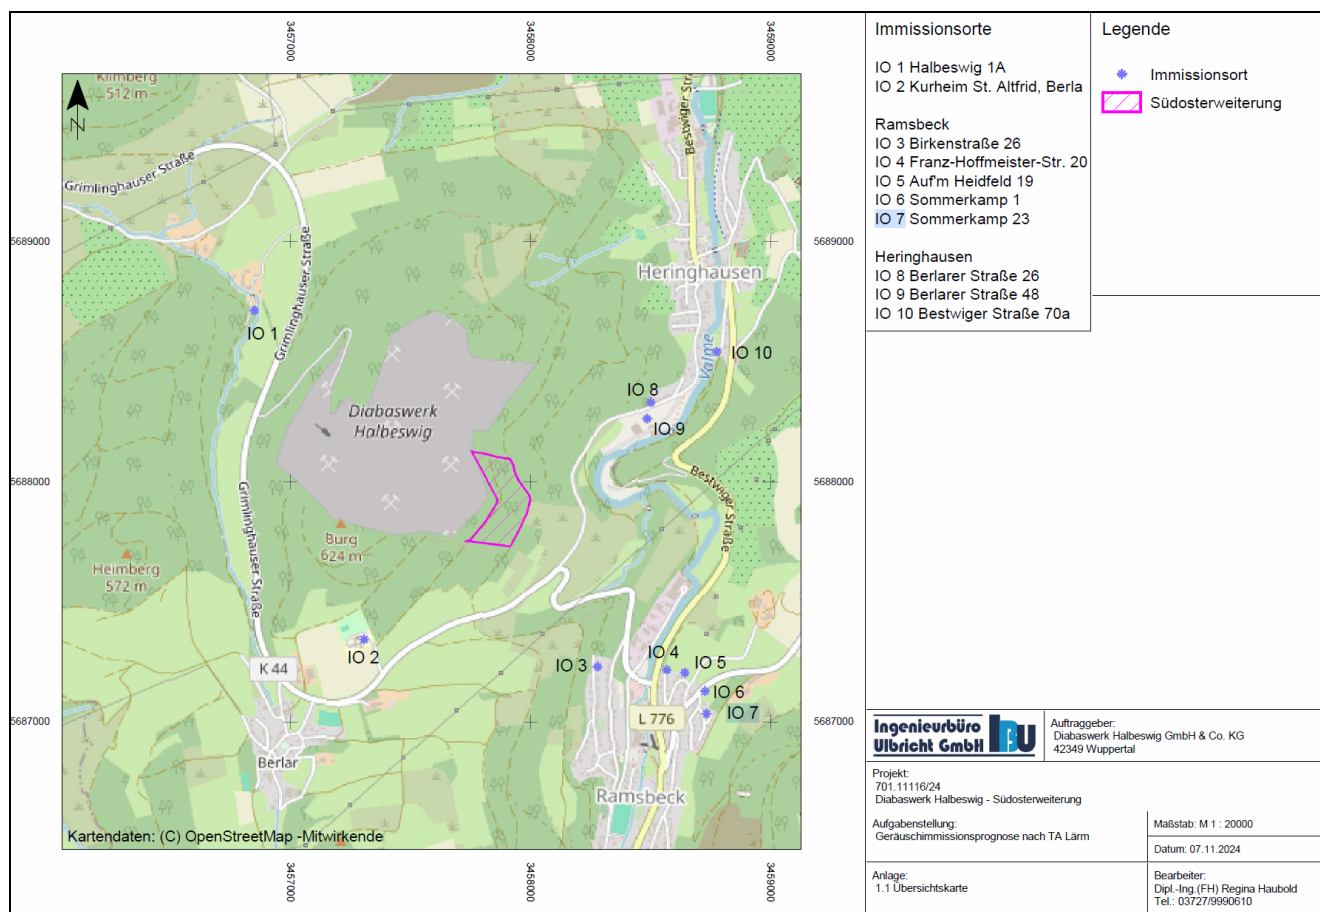 3457000
3458000
3459000
Klimberg
512 m
N
Grimlinghauser Straße
Bestwiger Straße
5689000
5689000
Grimlinghauser Straße
Heringhausen
IO 1
Valme
IO 10
IO 8
Diabaswerk
Halbeswig
IO 9
5688000
5688000
Bestwiger Straße
Grimlinghauser Straße
Burg
624 m
Heimberg
572 m
IO 2
IO 3
IO 4
IO 5
K 44
IO 6
IO 7
L 776
5687000
5687000
Berlar
Ramsbeck
Kartendaten: (C) OpenStreetMap -Mitwirkende
3457000
3458000
3459000
Immissionsorte
IO 1 Halbeswig 1A
IO 2 Kurheim St. Altfrid, Berla
Ramsbeck
IO 3 Birkenstraße 26
IO 4 Franz-Hoffmeister-Str. 20
IO 5 Auf'm Heidfeld 19
IO 6 Sommerkamp 1
IO 7 Sommerkamp 23
Heringhausen
IO 8 Berlarer Straße 26
IO 9 Berlarer Straße 48
IO 10 Bestwiger Straße 70a
Legende
Immissionsort
Südosterweiterung
Ingenieurbüro
Ulbricht GmbH
IBU
Auftraggeber:
Diabaswerk Halbeswig GmbH & Co. KG
42349 Wuppertal
Projekt:
701.11116/24
Diabaswerk Halbeswig - Südosterweiterung
Aufgabenstellung:
Geräuschimmissionsprognose nach TA Lärm
Maßstab: M 1 : 20000
Datum: 07.11.2024
Anlage:
1.1 Übersichtskarte
Bearbeiter:
Dipl.-Ing.(FH) Regina Haubold
Tel.: 03727/9990610